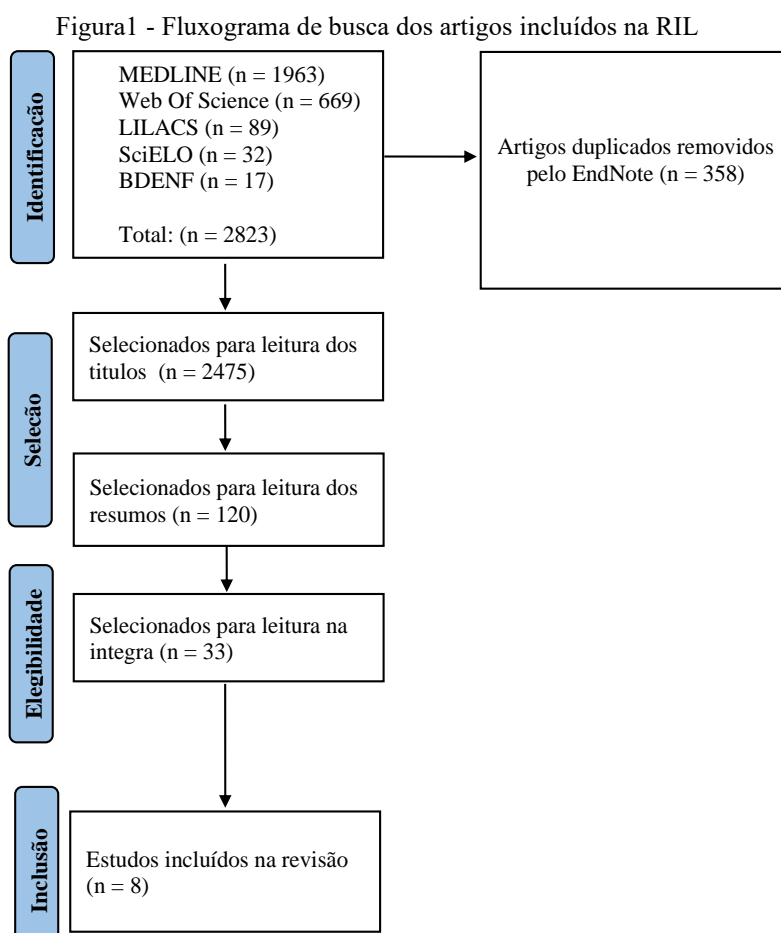 Figura1 - Fluxograma de busca dos artigos incluídos na RIL
Identificação
MEDLINE (n = 1963)
Web Of Science (n = 669)
LILACS (n = 89)
SciELO (n = 32)
BDENF (n = 17)
Total: (n = 2823)
Artigos duplicados removidos
pelo EndNote (n = 358)
Seleção
Selecionados para leitura dos
titulos (n = 2475)
Selecionados para leitura dos
resumos (n = 120)
Elegibilidade
Selecionados para leitura na
integra (n = 33)
Inclusão
Estudos incluídos na revisão
(n = 8)